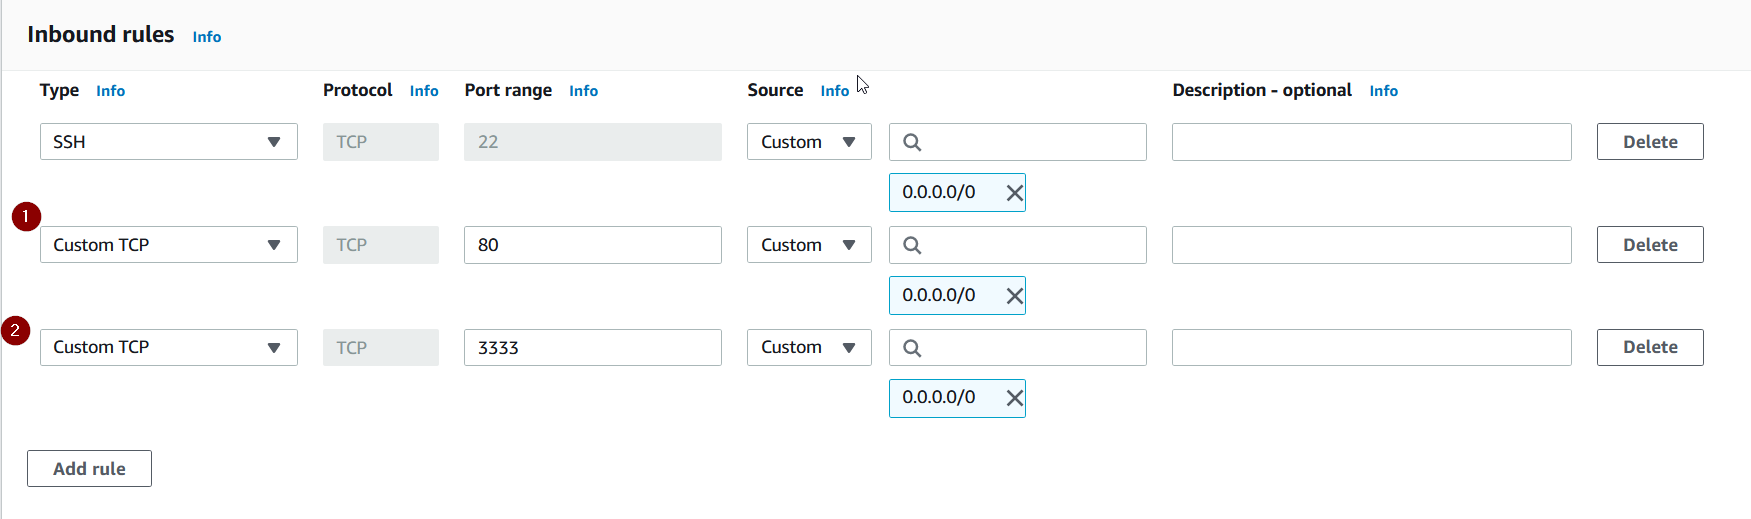 Inbound rules Info
Type Info Protocol Info Port range Info Source Info Description - optional Info
SSH TCP 22 Custom Delete
0.0.0.0/0
1
Custom TCP TCP 80 Custom Delete
0.0.0.0/0
2
Custom TCP TCP 3333 Custom Delete
0.0.0.0/0
Add rule